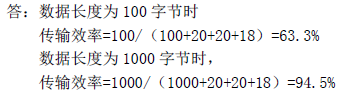 答：数据长度为 100 字节时
传输效率=100/（100+20+20+18）=63.3%
数据长度为 1000 字节时，
传输效率=1000/（1000+20+20+18）=94.5%